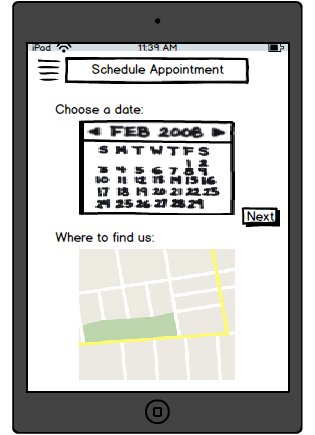 iPod 11:39 AM
Schedule Appointment
Choose a date:
FEB 2008
S M T W T F S
1 2
3 4 5 6 7 8 9
10 11 12 13 14 15 16
17 18 19 20 21 22 23
24 25 26 27 28 29
Next
Where to find us: